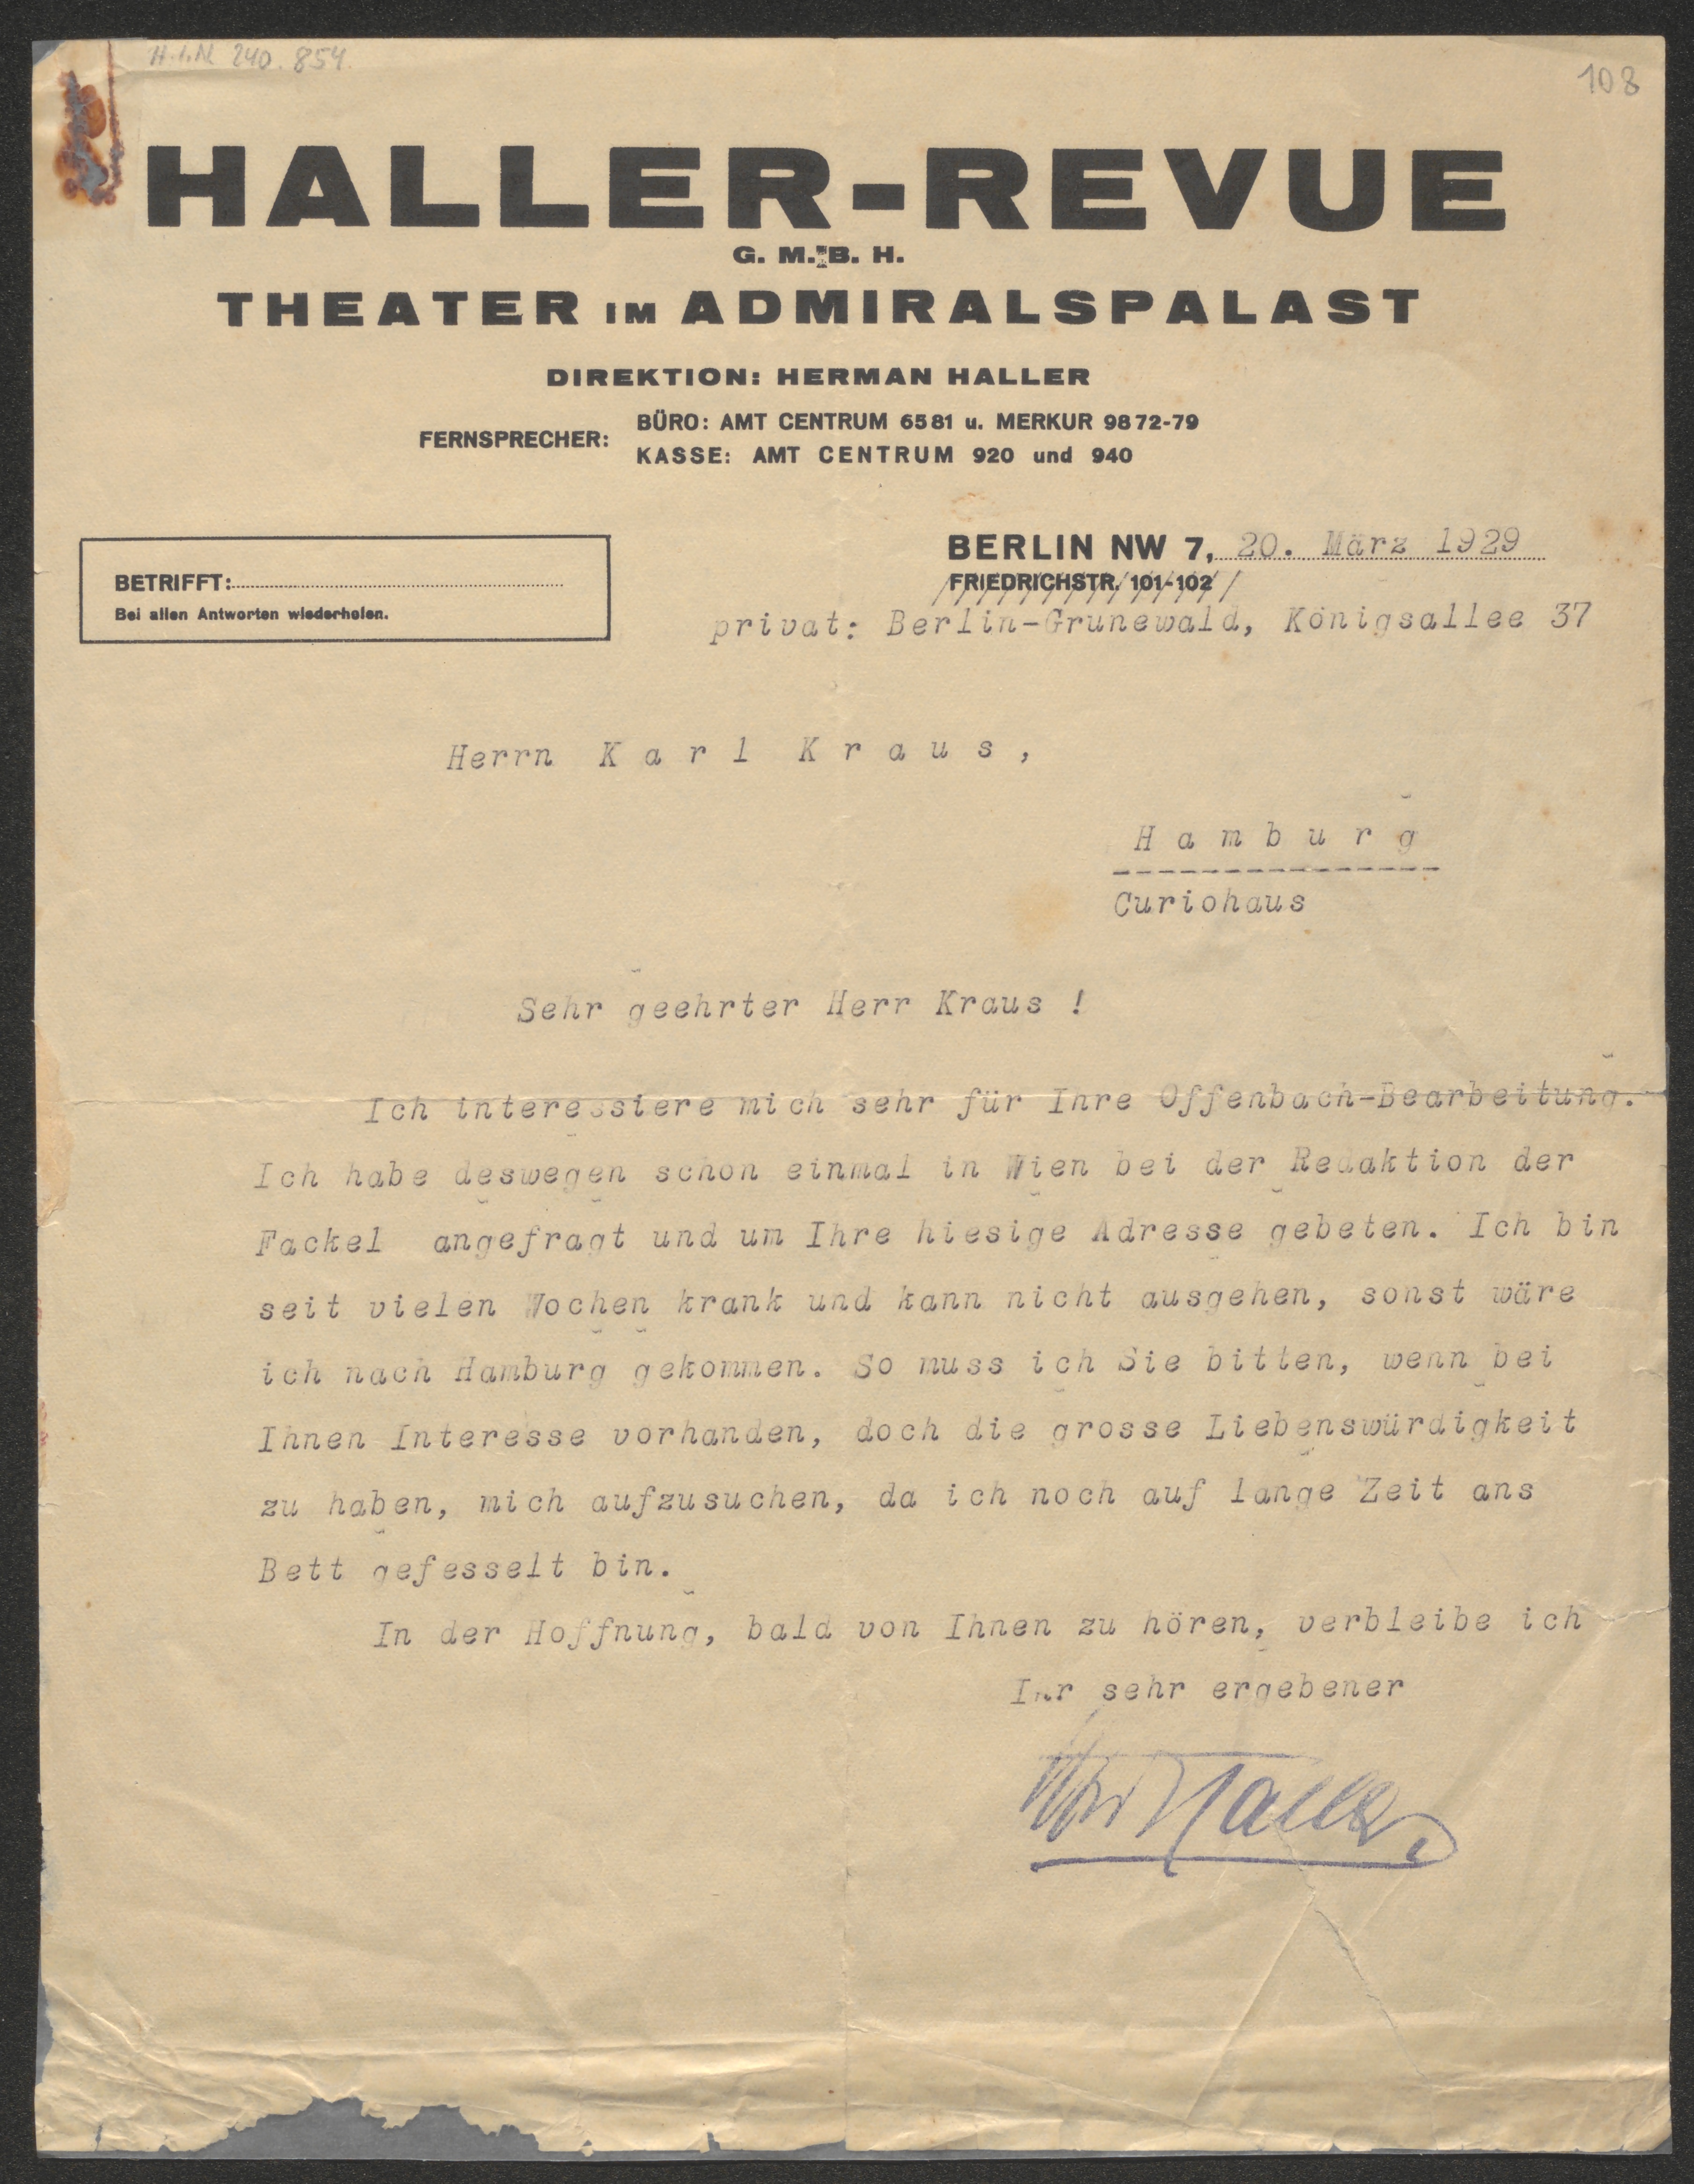 H.I.N. 240.854.
108
HALLER-REVUE
G. M. B. H.
THEATER IM ADMIRALSPALAST
DIREKTION: HERMAN HALLER
FERNSPRECHER:
BÜRO: AMT CENTRUM 6581 u. MERKUR 9872-79
KASSE: AMT CENTRUM 920 und 940
BETRIFFT:
Bei allen Antworten wiederholen.
BERLIN NW 7, 20. März 1929
FRIEDRICHSTR. 101-102
privat: Berlin-Grunewald, Königsallee 37
Herrn K a r l K r a u s ,
H a m b u r g
Curiohaus
Sehr geehrter Herr Kraus !
Ich interessiere mich sehr für Ihre Offenbach-Bearbeitung.
Ich habe deswegen schon einmal in Wien bei der Redaktion der
Fackel angefragt und um Ihre hiesige Adresse gebeten. Ich bin
seit vielen Wochen krank und kann nicht ausgehen, sonst wäre
ich nach Hamburg gekommen. So muss ich Sie bitten, wenn bei
Ihnen Interesse vorhanden, doch die grosse Liebenswürdigkeit
zu haben, mich aufzusuchen, da ich noch auf lange Zeit ans
Bett gefesselt bin.
In der Hoffnung, bald von Ihnen zu hören, verbleibe ich
Ihr sehr ergebener
Haller